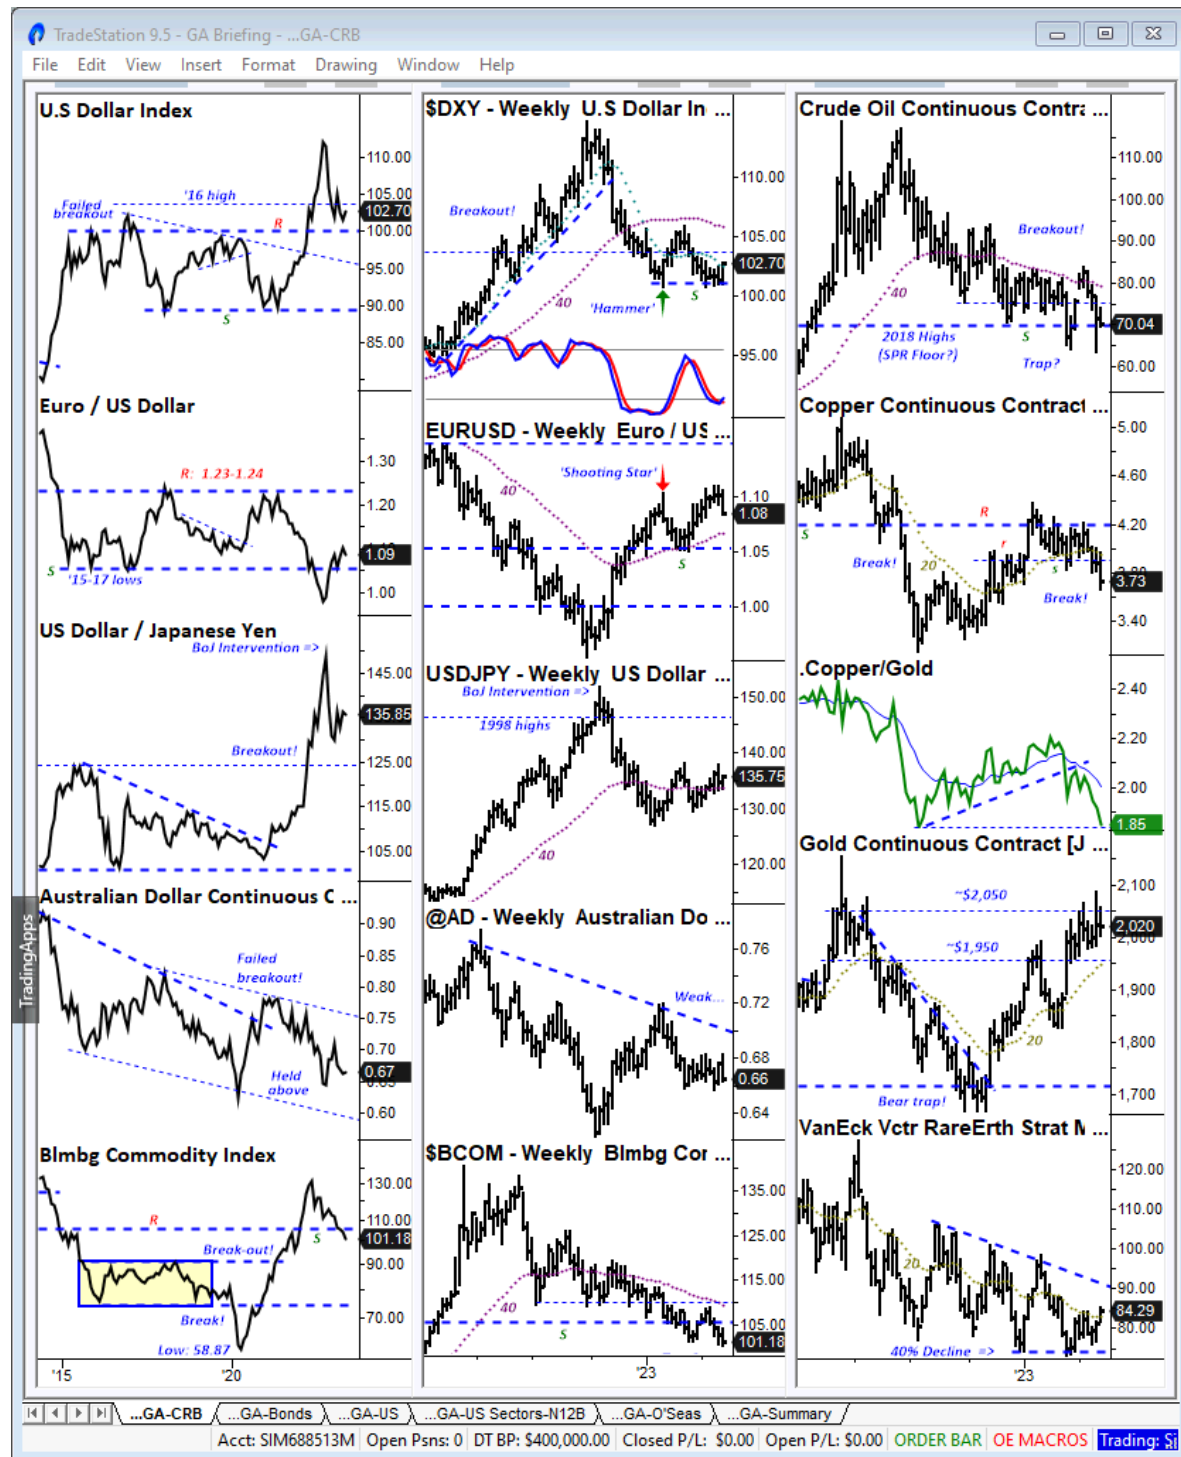 TradeStation 9.5 - GA Briefing - ...GA-CRB
File Edit View Insert Format Drawing Window Help
U.S Dollar Index
110.00
'16 high
Failed
breakout
105.00
102.70
R
100.00
95.00
90.00
S
85.00
Euro / US Dollar
1.30
R: 1.23-1.24
1.20
1.09
S
'15-17 lows
1.00
US Dollar / Japanese Yen
BoJ Intervention =>
145.00
135.85
Breakout!
125.00
115.00
105.00
Australian Dollar Continuous C ...
0.90
Failed
breakout!
0.85
0.80
0.75
0.70
Held
above
0.67
0.65
0.60
Blmbg Commodity Index
130.00
R
110.00
S
101.18
Break-out!
90.00
Break!
70.00
Low: 58.87
'15
'20
$DXY - Weekly U.S Dollar In ...
110.00
Breakout!
105.00
102.70
40
'Hammer'
S
100.00
95.00
EURUSD - Weekly Euro / US ...
'Shooting Star'
40
1.10
1.08
1.05
S
1.00
USDJPY - Weekly US Dollar ...
BoJ Intervention =>
150.00
1998 highs
140.00
135.75
130.00
40
120.00
@AD - Weekly Australian Do ...
0.76
Weak...
0.72
0.68
0.66
0.64
$BCOM - Weekly Blmbg Cor ...
135.00
125.00
115.00
40
105.00
S
101.18
'23
Crude Oil Continuous Contra ...
110.00
100.00
Breakout!
90.00
80.00
40
70.04
2018 Highs
(SPR Floor?)
S
Trap?
60.00
Copper Continuous Contract ...
5.00
4.60
R
4.20
S
r
Break!
20
s
3.80
3.73
Break!
3.40
.Copper/Gold
2.40
2.20
2.00
1.85
Gold Continuous Contract [J ...
2,100
~$2,050
2,020
2,000
~$1,950
1,900
20
1,800
1,700
Bear trap!
VanEck Vctr RareErth Strat M ...
120.00
110.00
100.00
20
90.00
84.29
80.00
40% Decline =>
'23
TradingApps
...GA-CRB ...GA-Bonds ...GA-US ...GA-US Sectors-N12B ...GA-O'Seas ...GA-Summary
Acct: SIM688513M Open Psns: 0 DT BP: $400,000.00 Closed P/L: $0.00 Open P/L: $0.00 ORDER BAR OE MACROS Trading: